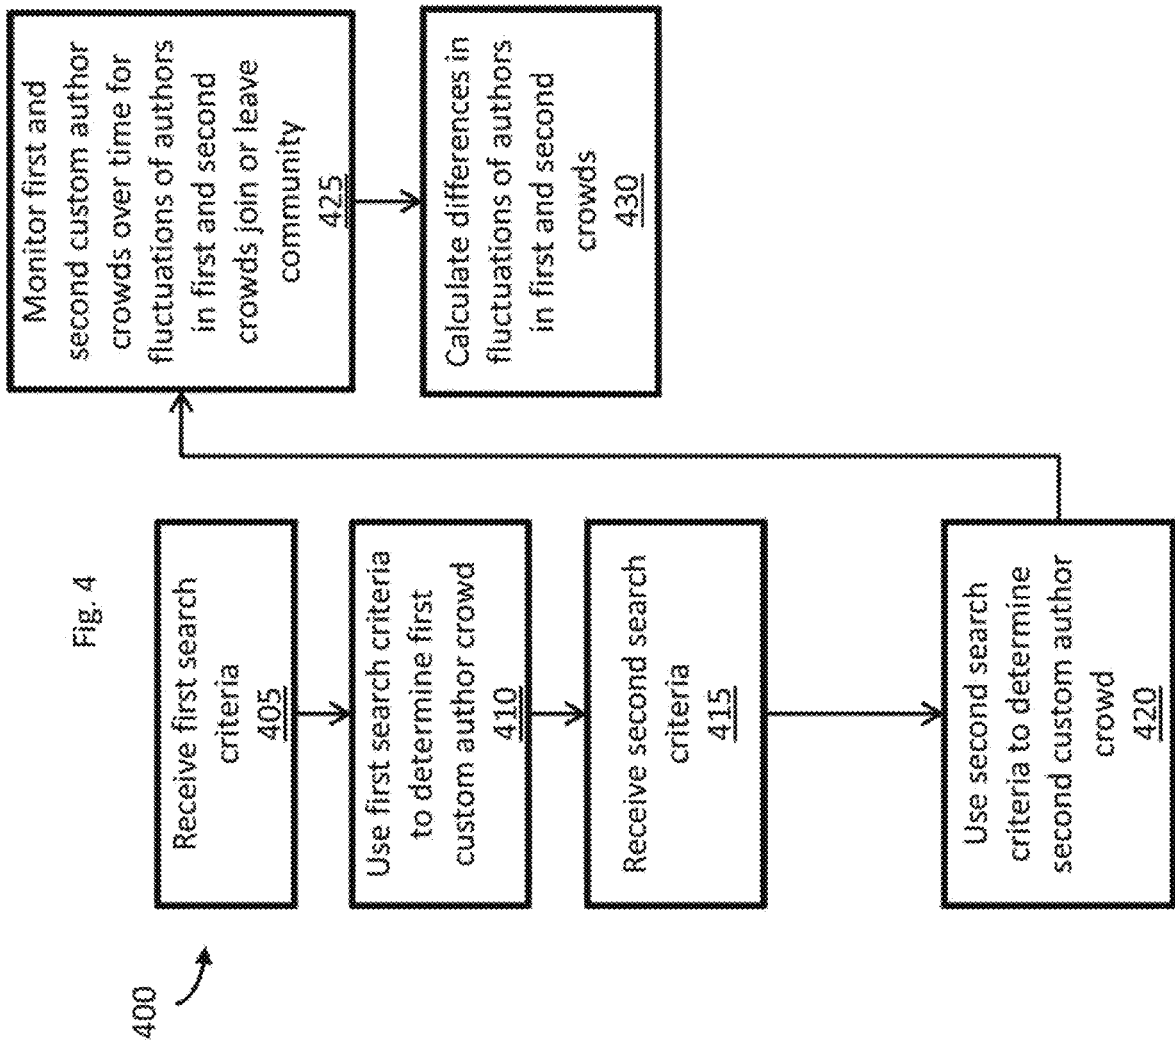 Fig. 4
400
Receive first search
criteria
405
Use first search criteria
to determine first
custom author crowd
410
Receive second search
criteria
415
Use second search
criteria to determine
second custom author
crowd
420
Monitor first and
second custom author
crowds over time for
fluctuations of authors
in first and second
crowds join or leave
community
425
Calculate differences in
fluctuations of authors
in first and second
crowds
430